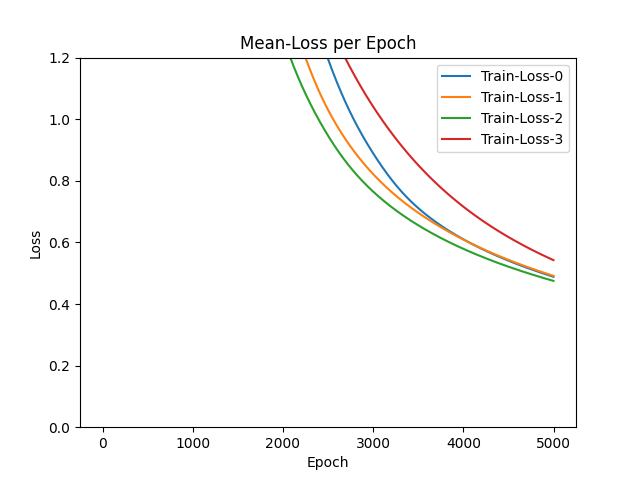 Mean-Loss per Epoch
1.2
1.0
0.8
0.6
0.4
0.2
0.0
Loss
Train-Loss-0
Train-Loss-1
Train-Loss-2
Train-Loss-3
0 1000 2000 3000 4000 5000
Epoch